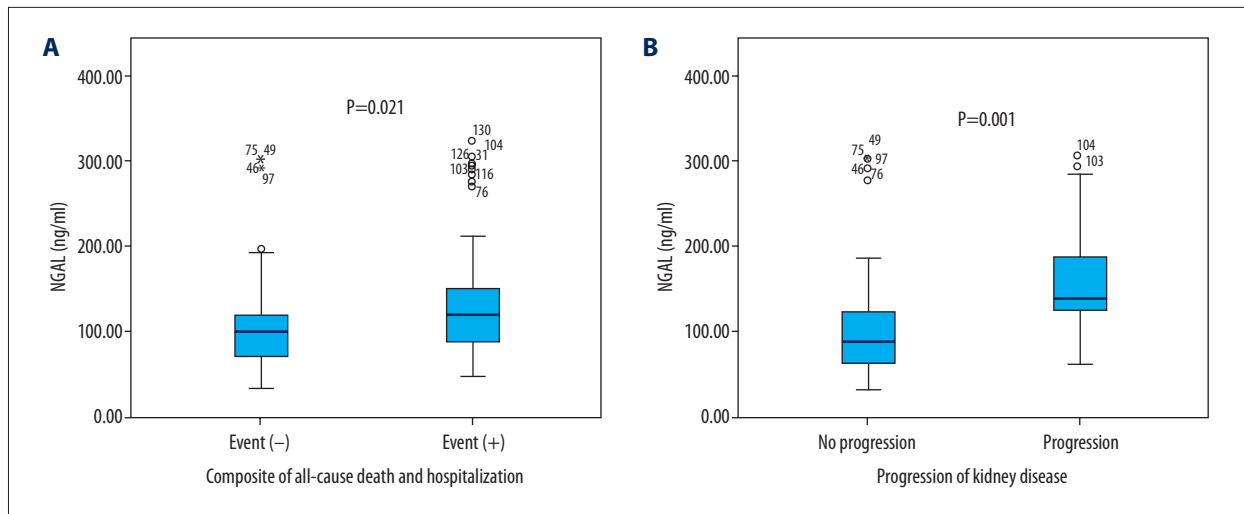 A
NGAL (ng/ml)
400.00
300.00
200.00
100.00
0.00
P=0.021
75 49
46
97
130
104
126 31
103
116
76
Event (–)
Event (+)
Composite of all-cause death and hospitalization
B
NGAL (ng/ml)
400.00
300.00
200.00
100.00
0.00
P=0.001
49
75
97
46 76
104
103
No progression
Progression
Progression of kidney disease